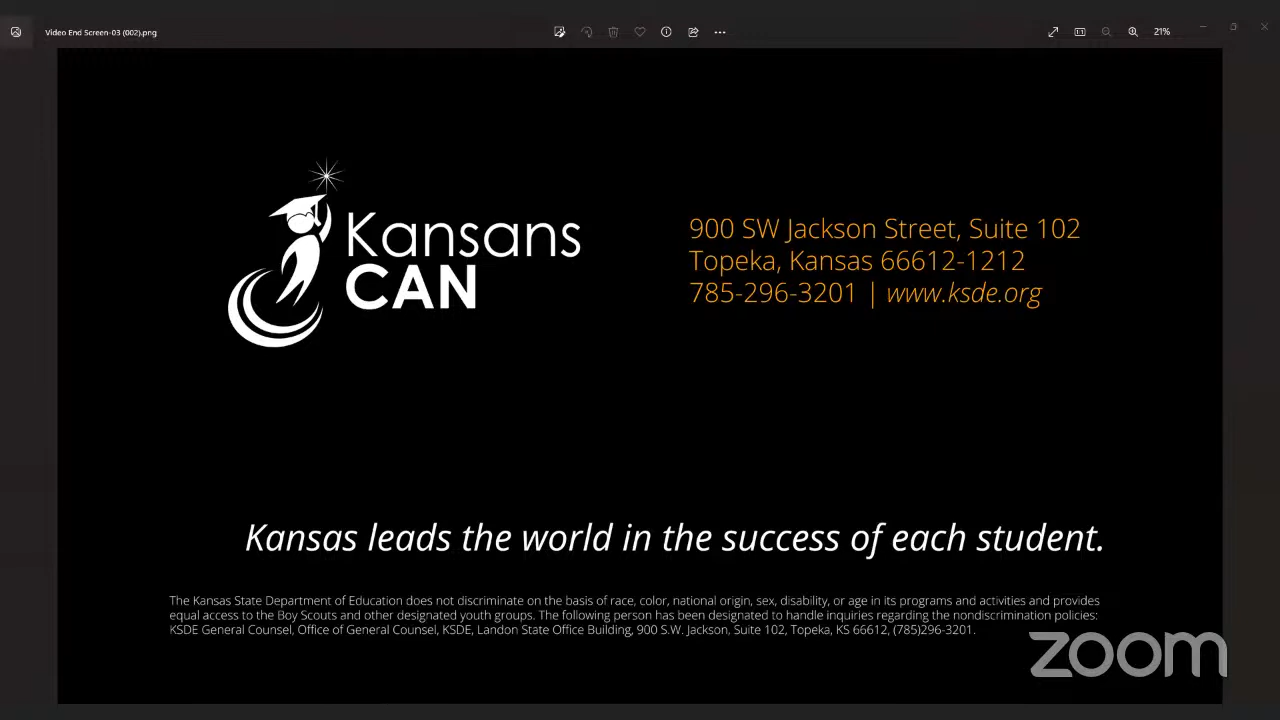 Video End Screen-03 (002).png
21%
Kansans
CAN
900 SW Jackson Street, Suite 102
Topeka, Kansas 66612-1212
785-296-3201 | www.ksde.org
Kansas leads the world in the success of each student.
The Kansas State Department of Education does not discriminate on the basis of race, color, national origin, sex, disability, or age in its programs and activities and provides
equal access to the Boy Scouts and other designated youth groups. The following person has been designated to handle inquiries regarding the nondiscrimination policies:
KSDE General Counsel, Office of General Counsel, KSDE, Landon State Office Building, 900 S.W. Jackson, Suite 102, Topeka, KS 66612, (785)296-3201.
zoom